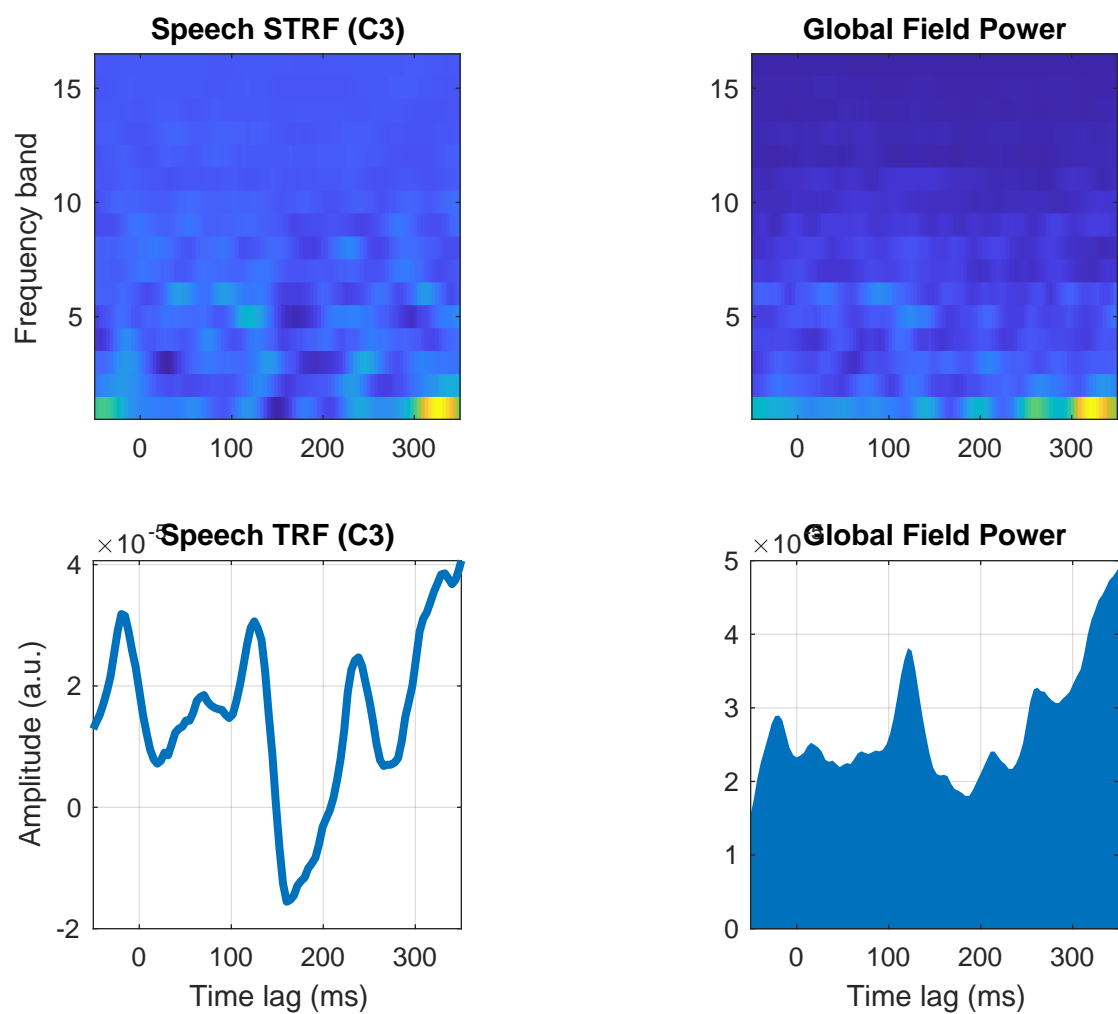 Speech STRF (C3)
Frequency band
15
10
5
0 100 200 300
Global Field Power
15
10
5
0 100 200 300
Speech TRF (C3)
×10-5
Amplitude (a.u.)
4
2
0
-2
0 100 200 300
Time lag (ms)
Global Field Power
×10-5
5
4
3
2
1
0
0 100 200 300
Time lag (ms)